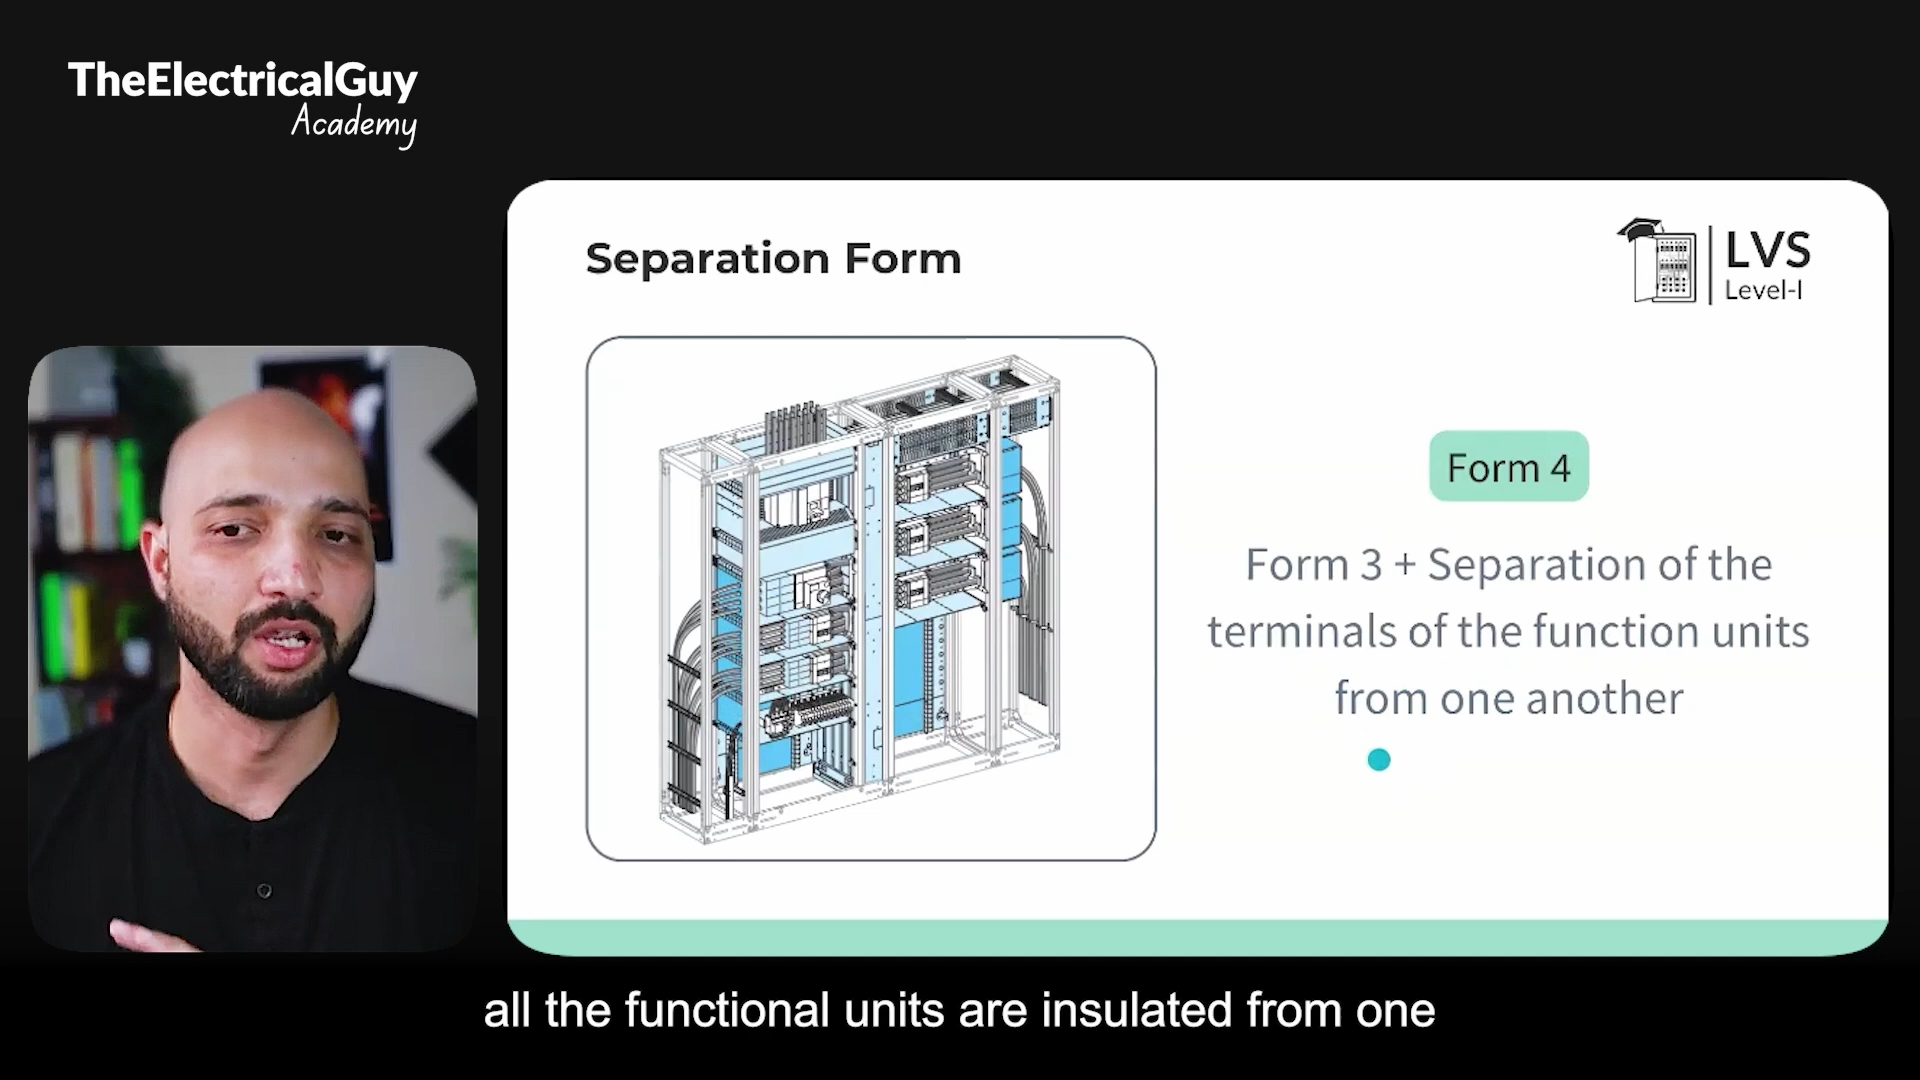 TheElectricalGuy
Academy
Separation Form
LVS
Level-I
Form 4
Form 3 + Separation of the
terminals of the function units
from one another
all the functional units are insulated from one